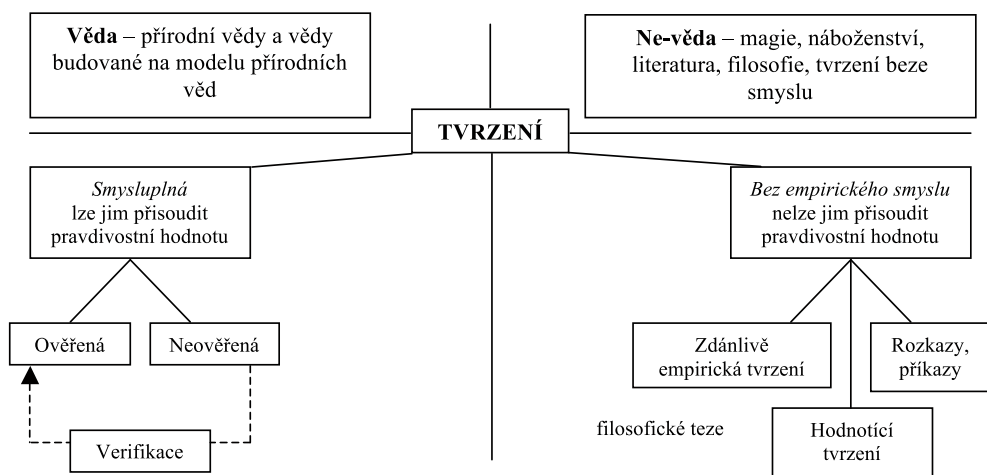 Věda – přírodní vědy a vědy
budované na modelu přírodních
věd
Ne-věda – magie, náboženství,
literatura, filosofie, tvrzení beze
smyslu
TVRZENÍ
Smysluplná
lze jim přisoudit
pravdivostní hodnotu
Bez empirického smyslu
nelze jim přisoudit
pravdivostní hodnotu
Ověřená
Neověřená
Zdánlivě
empirická tvrzení
Rozkazy,
příkazy
Verifikace
filosofické teze
Hodnotící
tvrzení